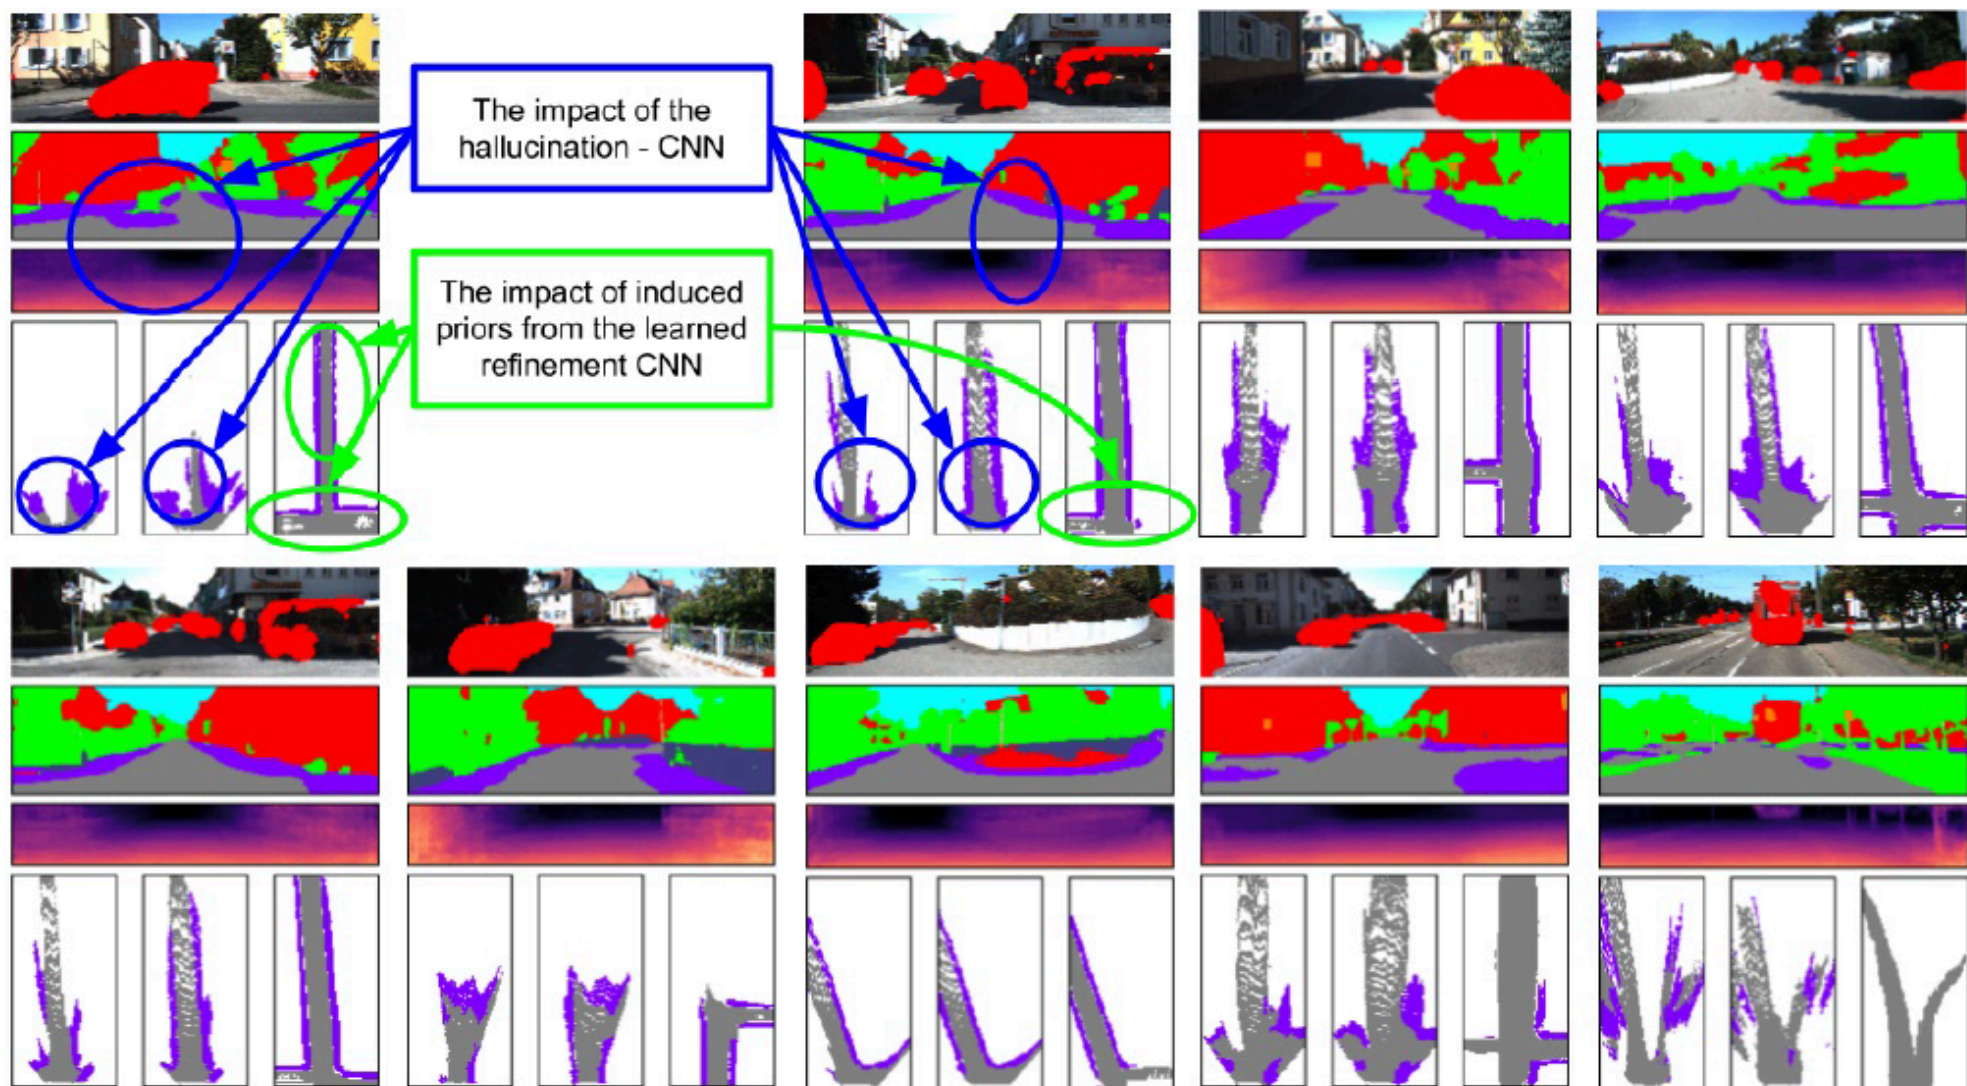 The impact of the
hallucination - CNN
The impact of induced
priors from the learned
refinement CNN